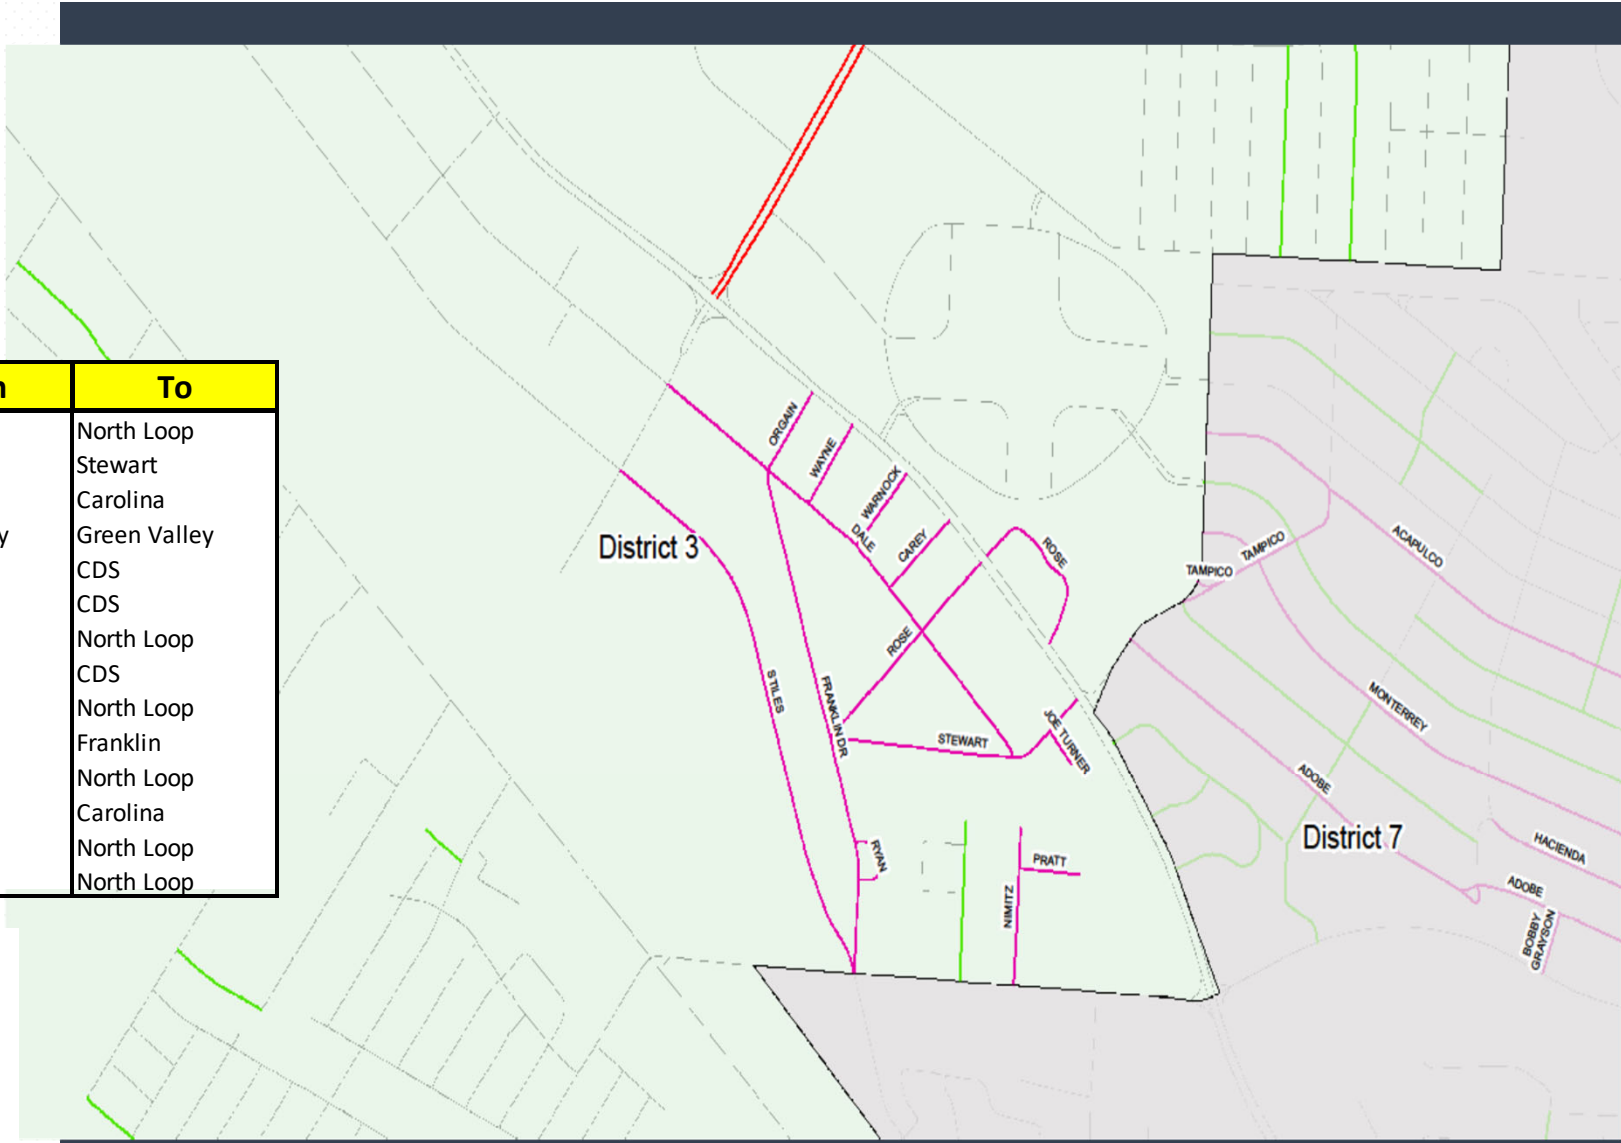 n To
North Loop
Stewart
Carolina
y Green Valley
CDS
CDS
North Loop
CDS
North Loop
Franklin
North Loop
Carolina
North Loop
North Loop
ORGAIN
WAYNE
WARNOCK
DALE
CAREY
ROSE
District 3
ROSE
STILES
FRANKLIN DR
STEWART
JOE TURNER
RYAN
PRATT
NIMITZ
TAMPICO
TAMPICO
ACAPULCO
MONTERREY
ADOBE
District 7
HACIENDA
ADOBE
BOBBY
GRAYSON